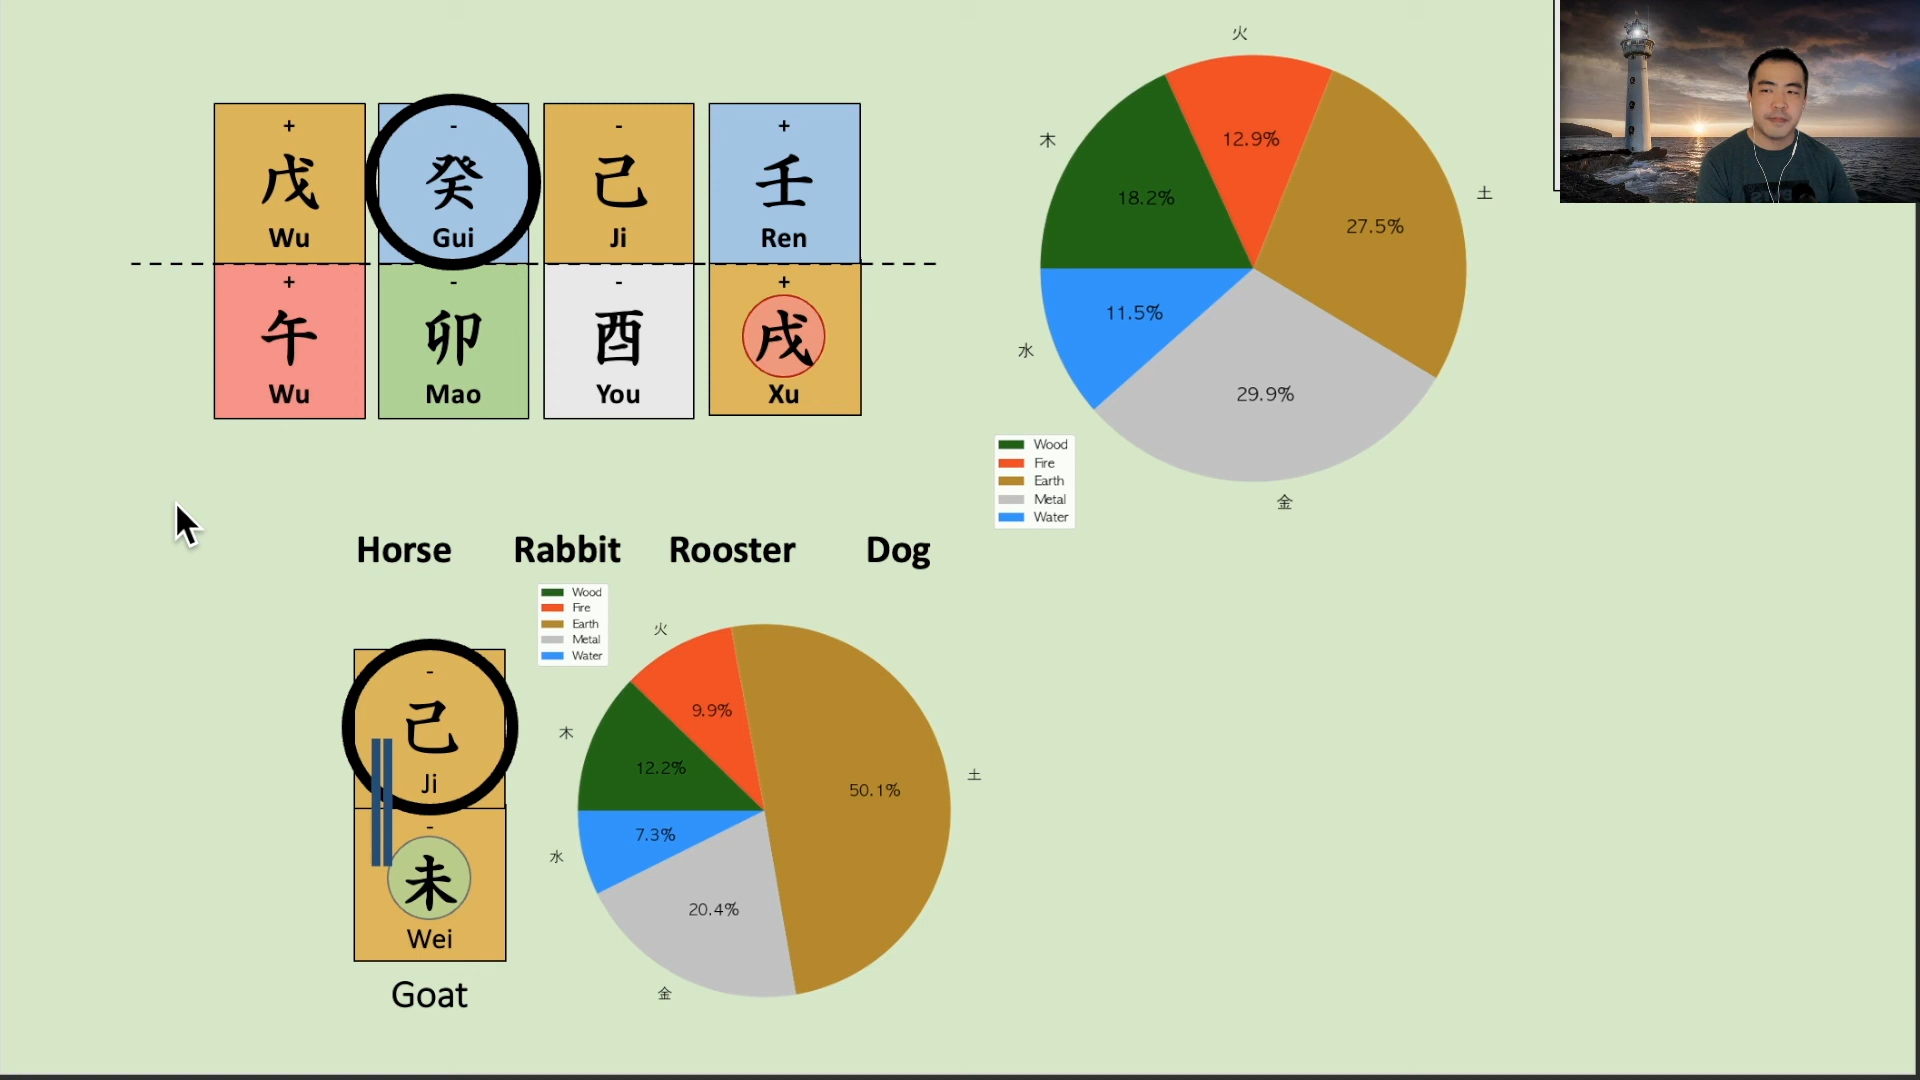 + - - +
戊 癸 己 壬
Wu Gui Ji Ren
+ - - +
午 卯 酉 戌
Wu Mao You Xu
火
木
土
水
金
12.9%
18.2%
27.5%
11.5%
29.9%
Wood
Fire
Earth
Metal
Water
Horse Rabbit Rooster Dog
-
己
Ji
-
未
Wei
Goat
Wood
Fire
Earth
Metal
Water
火
木
土
水
金
9.9%
12.2%
50.1%
7.3%
20.4%